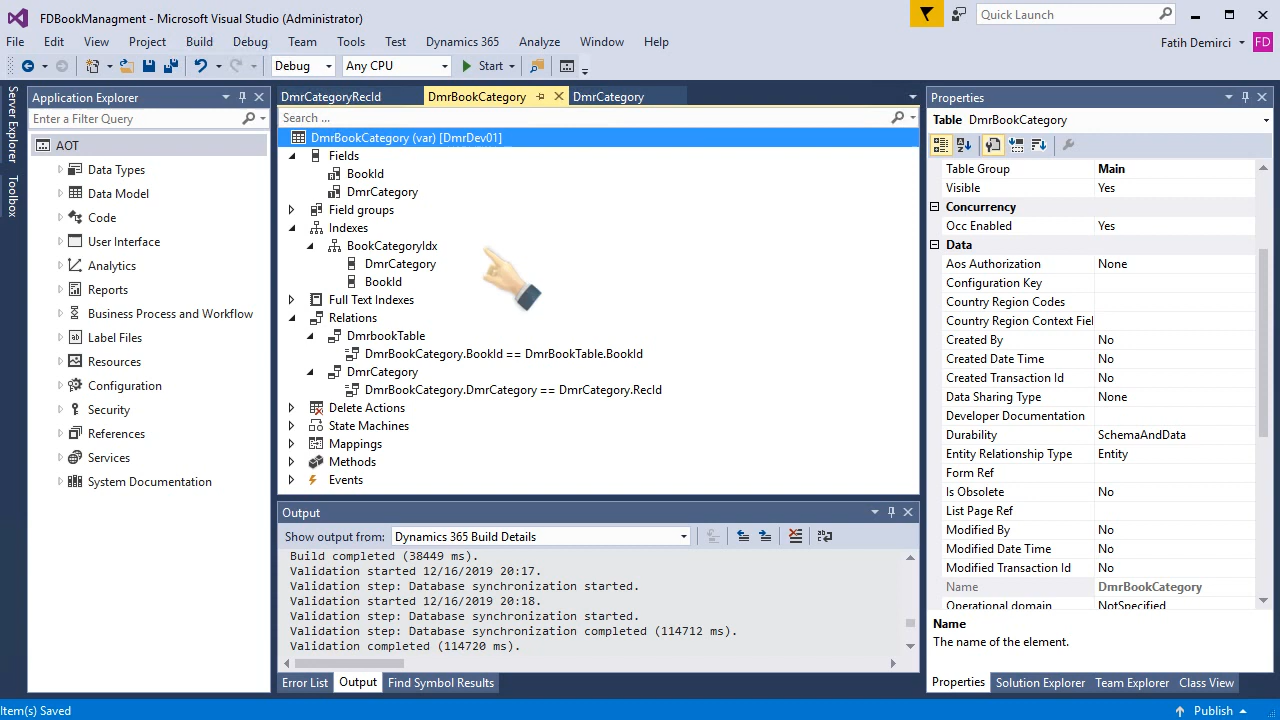 FDBookManagment - Microsoft Visual Studio (Administrator)
Quick Launch
File Edit View Project Build Debug Team Tools Test Dynamics 365 Analyze Window Help
Fatih Demirci FD
Debug Any CPU Start
Server Explorer
Toolbox
Application Explorer
Enter a Filter Query
AOT
Data Types
Data Model
Code
User Interface
Analytics
Reports
Business Process and Workflow
Label Files
Resources
Configuration
Security
References
Services
System Documentation
DmrCategoryRecId DmrBookCategory DmrCategory
Search ...
DmrBookCategory (var) [DmrDev01]
Fields
BookId
DmrCategory
Field groups
Indexes
BookCategoryIdx
DmrCategory
BookId
Full Text Indexes
Relations
DmrbookTable
DmrBookCategory.BookId == DmrBookTable.BookId
DmrCategory
DmrBookCategory.DmrCategory == DmrCategory.RecId
Delete Actions
State Machines
Mappings
Methods
Events
Output
Show output from: Dynamics 365 Build Details
Build completed (38449 ms).
Validation started 12/16/2019 20:17.
Validation step: Database synchronization started.
Validation started 12/16/2019 20:18.
Validation step: Database synchronization started.
Validation step: Database synchronization completed (114712 ms).
Validation completed (114720 ms).
Error List Output Find Symbol Results
Properties
Table DmrBookCategory
Table Group Main
Visible Yes
Concurrency
Occ Enabled Yes
Data
Aos Authorization None
Configuration Key
Country Region Codes
Country Region Context Fiel
Created By No
Created Date Time No
Created Transaction Id No
Data Sharing Type None
Developer Documentation
Durability SchemaAndData
Entity Relationship Type Entity
Form Ref
Is Obsolete No
List Page Ref
Modified By No
Modified Date Time No
Modified Transaction Id No
Name DmrBookCategory
Operational domain NotSpecified
Name
The name of the element.
Properties Solution Explorer Team Explorer Class View
Item(s) Saved
Publish